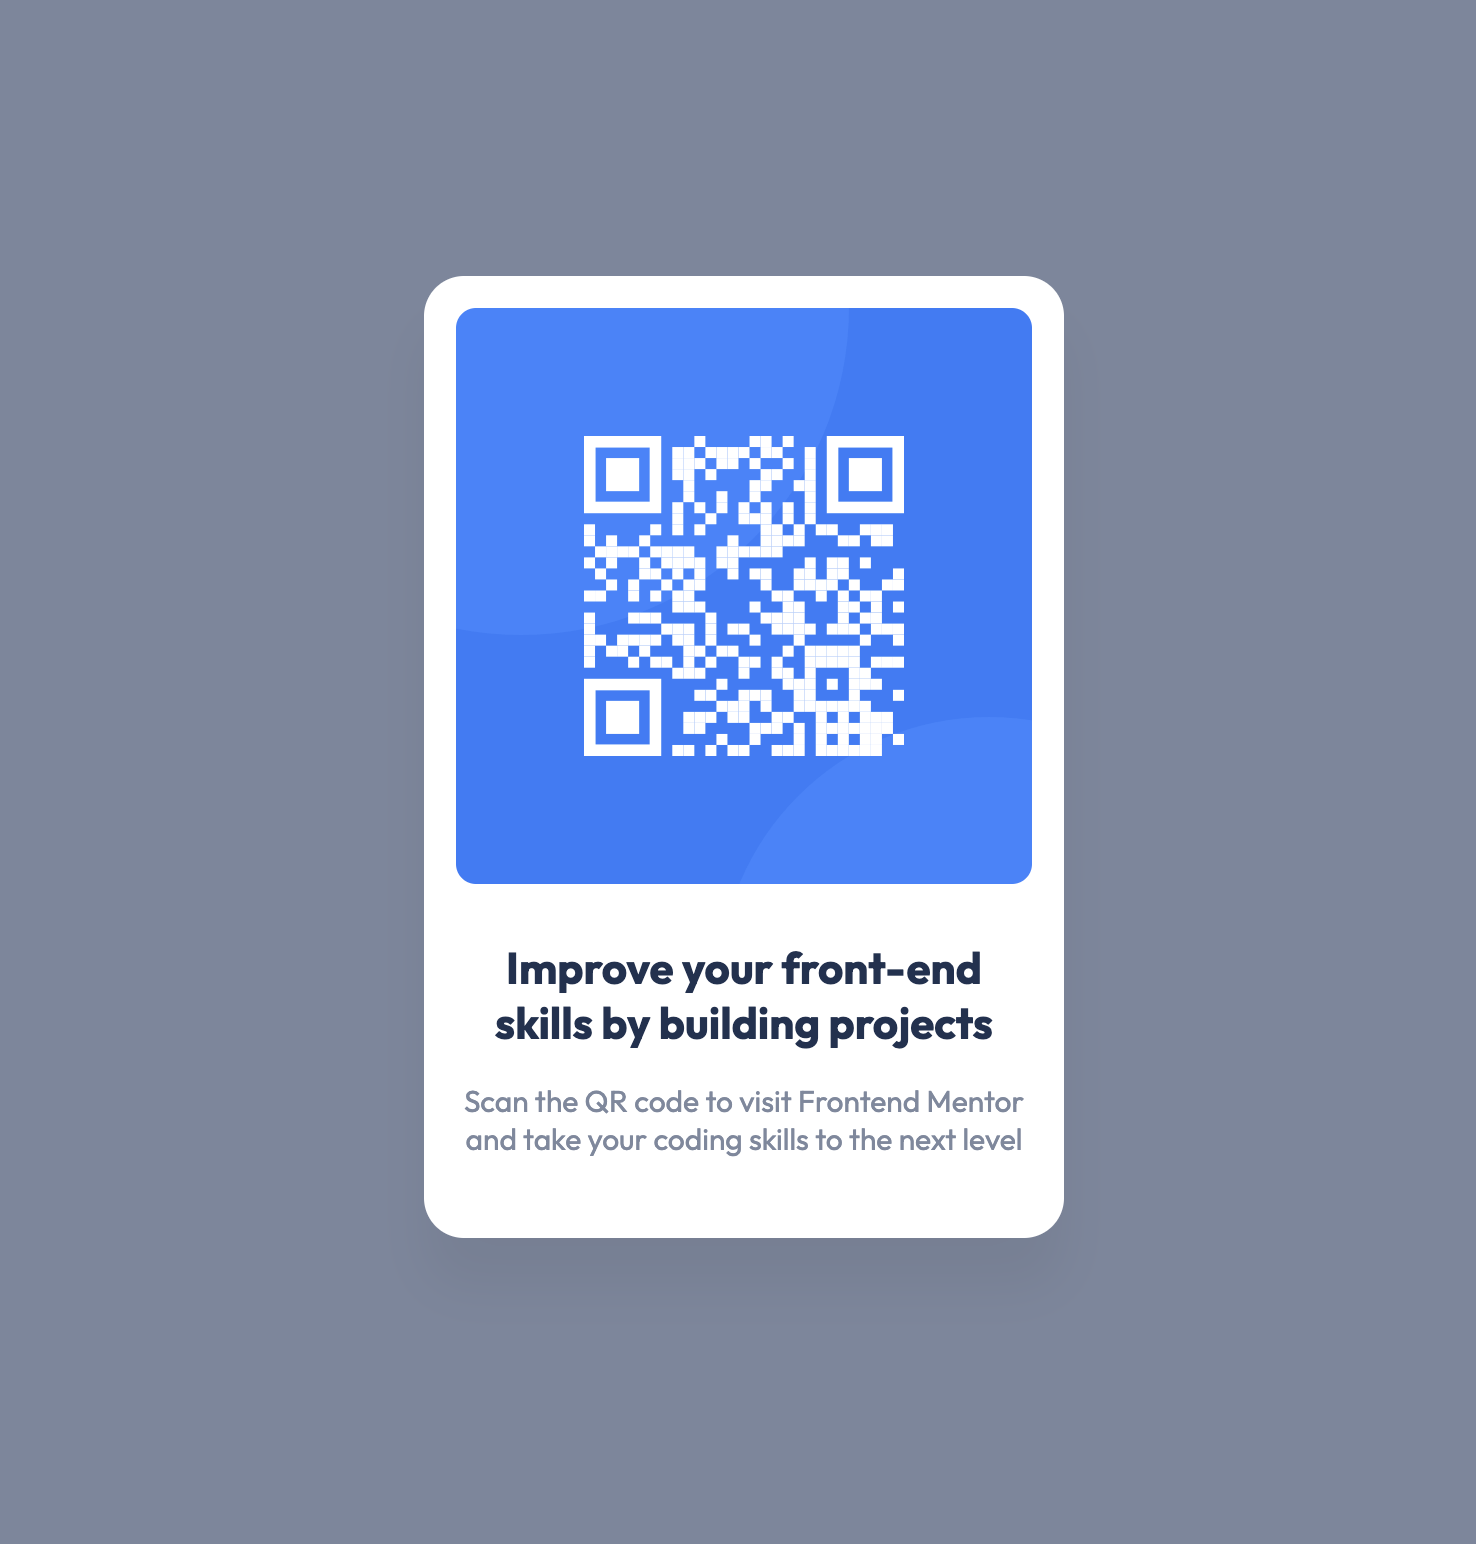 Improve your front-end
skills by building projects
Scan the QR code to visit Frontend Mentor
and take your coding skills to the next level